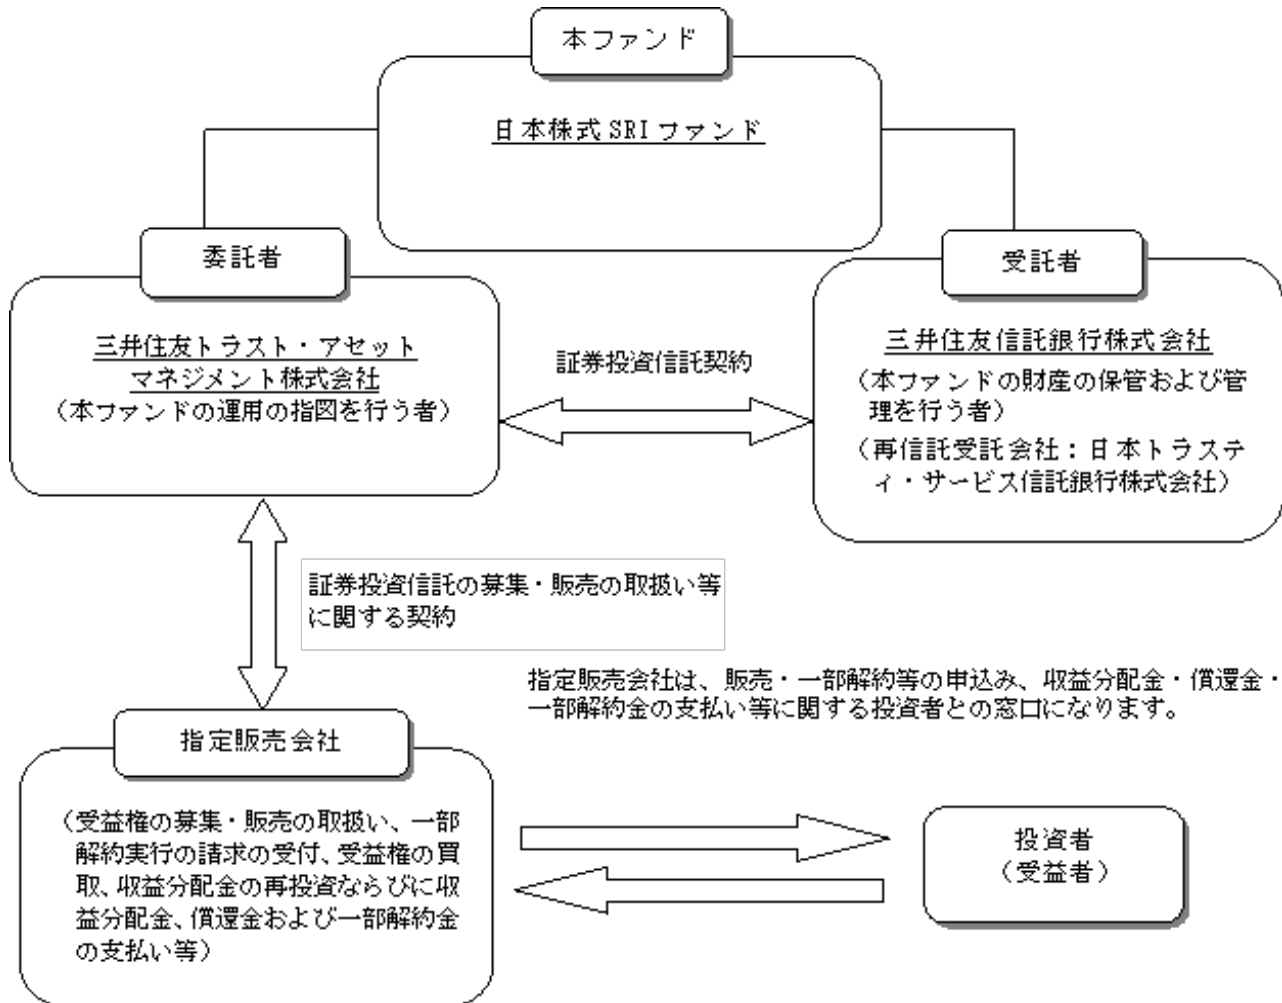 本ファンド
日本株式SRIファンド
委託者
三井住友トラスト・アセット
マネジメント株式会社
（本ファンドの運用の指図を行う者）
証券投資信託契約
受託者
三井住友信託銀行株式会社
（本ファンドの財産の保管および管
理を行う者）
（再信託受託会社：日本トラステ
ィ・サービス信託銀行株式会社）
証券投資信託の募集・販売の取扱い等
に関する契約
指定販売会社は、販売・一部解約等の申込み、収益分配金・償還金・
一部解約金の支払い等に関する投資者との窓口になります。
指定販売会社
（受益権の募集・販売の取扱い、一部
解約実行の請求の受付、受益権の買
取、収益分配金の再投資ならびに収
益分配金、償還金および一部解約金
の支払い等）
投資者
（受益者）